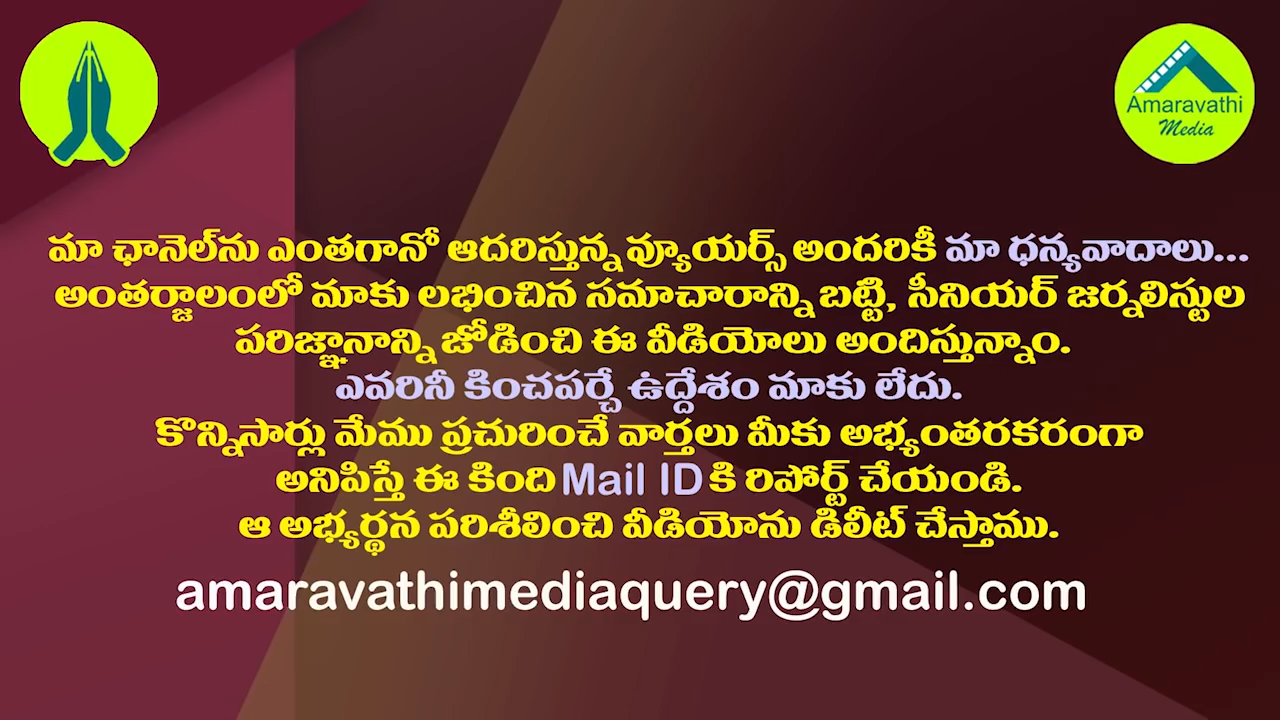 Amaravathi
Media
మా ఛానెల్‌ను ఎంతగానో ఆదరిస్తున్న వ్యూయర్స్ అందరికీ మా ధన్యవాదాలు...
అంతర్జాలంలో మాకు లభించిన సమాచారాన్ని బట్టి, సీనియర్ జర్నలిస్టుల
పరిజ్ఞానాన్ని జోడించి ఈ వీడియోలు అందిస్తున్నాం.
ఎవరినీ కించపర్చే ఉద్దేశం మాకు లేదు.
కొన్నిసార్లు మేము ప్రచురించే వార్తలు మీకు అభ్యంతరకరంగా
అనిపిస్తే ఈ కింది Mail ID కి రిపోర్ట్ చేయండి.
ఆ అభ్యర్థన పరిశీలించి వీడియోను డిలీట్ చేస్తాము.
amaravathimediaquery@gmail.com